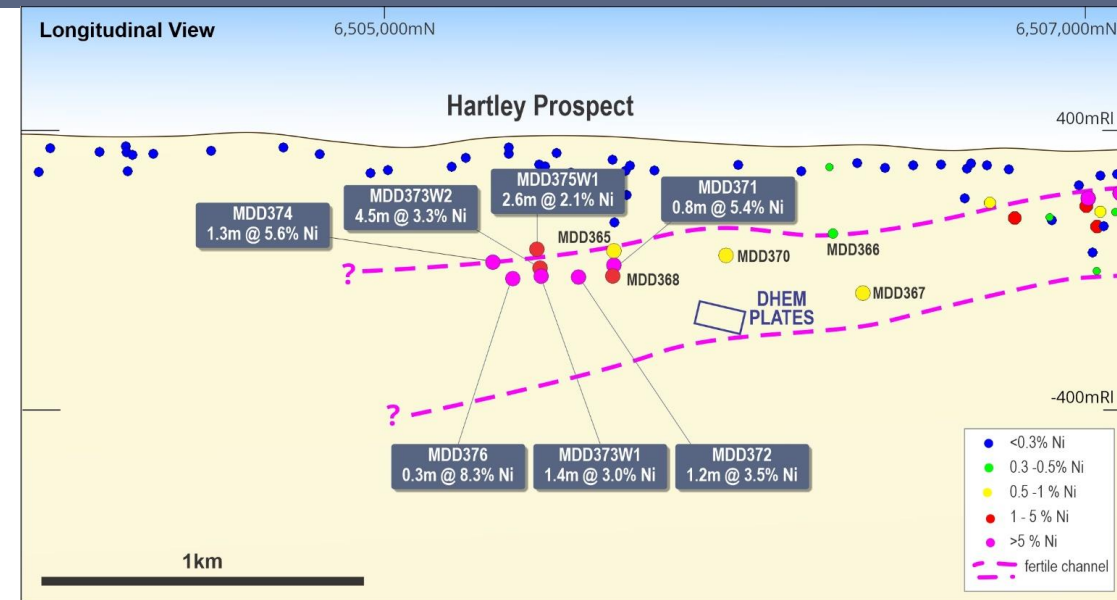 Longitudinal View
6,505,000mN
6,507,000mN
Hartley Prospect
400mRl
MDD375W1
2.6m @ 2.1% Ni
MDD371
0.8m @ 5.4% Ni
MDD373W2
4.5m @ 3.3% Ni
MDD374
1.3m @ 5.6% Ni
MDD365
MDD366
MDD370
?
MDD368
MDD367
DHEM
PLATES
-400mRl
?
MDD376
0.3m @ 8.3% Ni
MDD373W1
1.4m @ 3.0% Ni
MDD372
1.2m @ 3.5% Ni
<0.3% Ni
0.3 -0.5% Ni
0.5 -1 % Ni
1 - 5 % Ni
>5 % Ni
fertile channel
1km